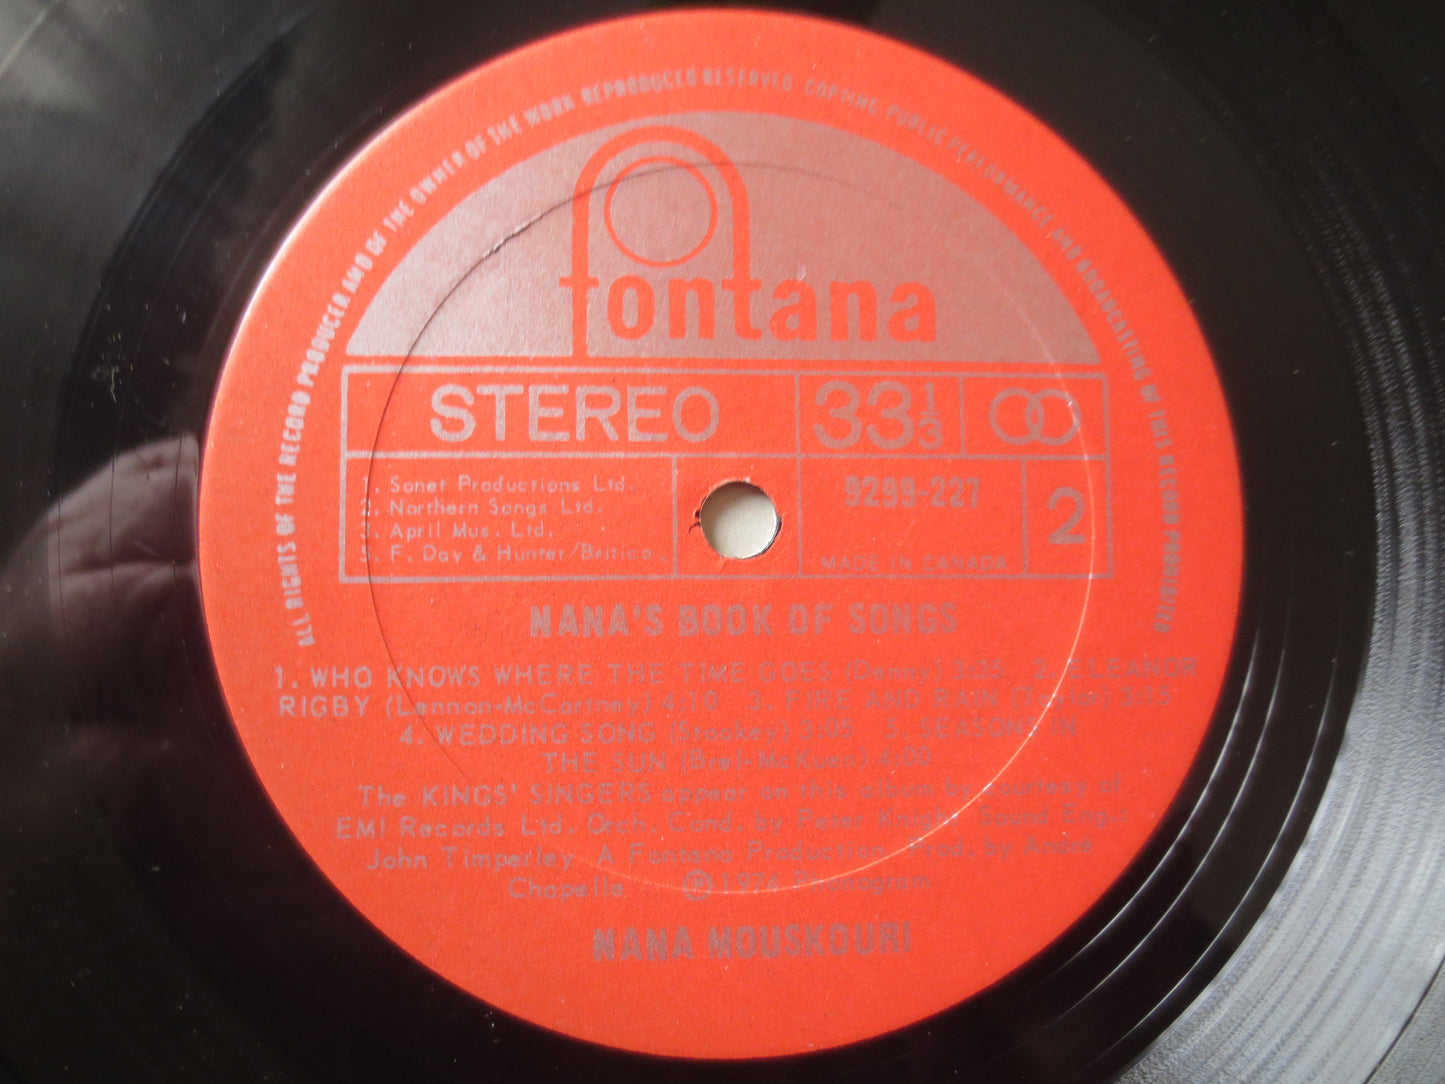 ALL RIGHTS OF THE RECORD PRODUCER AND OF THE OWNER OF THE WORK REPRODUCED RESERVED. COPYING, PUBLIC PERFORMANCE AND BROADCASTING OF THIS RECORD PROHIBITED
fontana
STEREO 33 1/3
1. Sonet Productions Ltd.
2. Northern Songs Ltd.
3. April Mus. Ltd.
5. F. Day & Hunter/Britico
9299-227 2
MADE IN CANADA
NANA'S BOOK OF SONGS
1. WHO KNOWS WHERE THE TIME GOES (Denny) 3:25 2. ELEANOR
RIGBY (Lennon-McCartney) 4:10 3. FIRE AND RAIN (Taylor) 3:15
4. WEDDING SONG (Stookey) 3:05 5. SEASONS IN
THE SUN (Brel-McKuen) 4:00
The KINGS' SINGERS appear on this album by courtesy of
EMI Records Ltd. Orch. Cond. by Peter Knight Sound Eng.:
John Timperley A Fontana Production, Prod. by André
Chapelle ℗ 1974 Phonogram
NANA MOUSKOURI